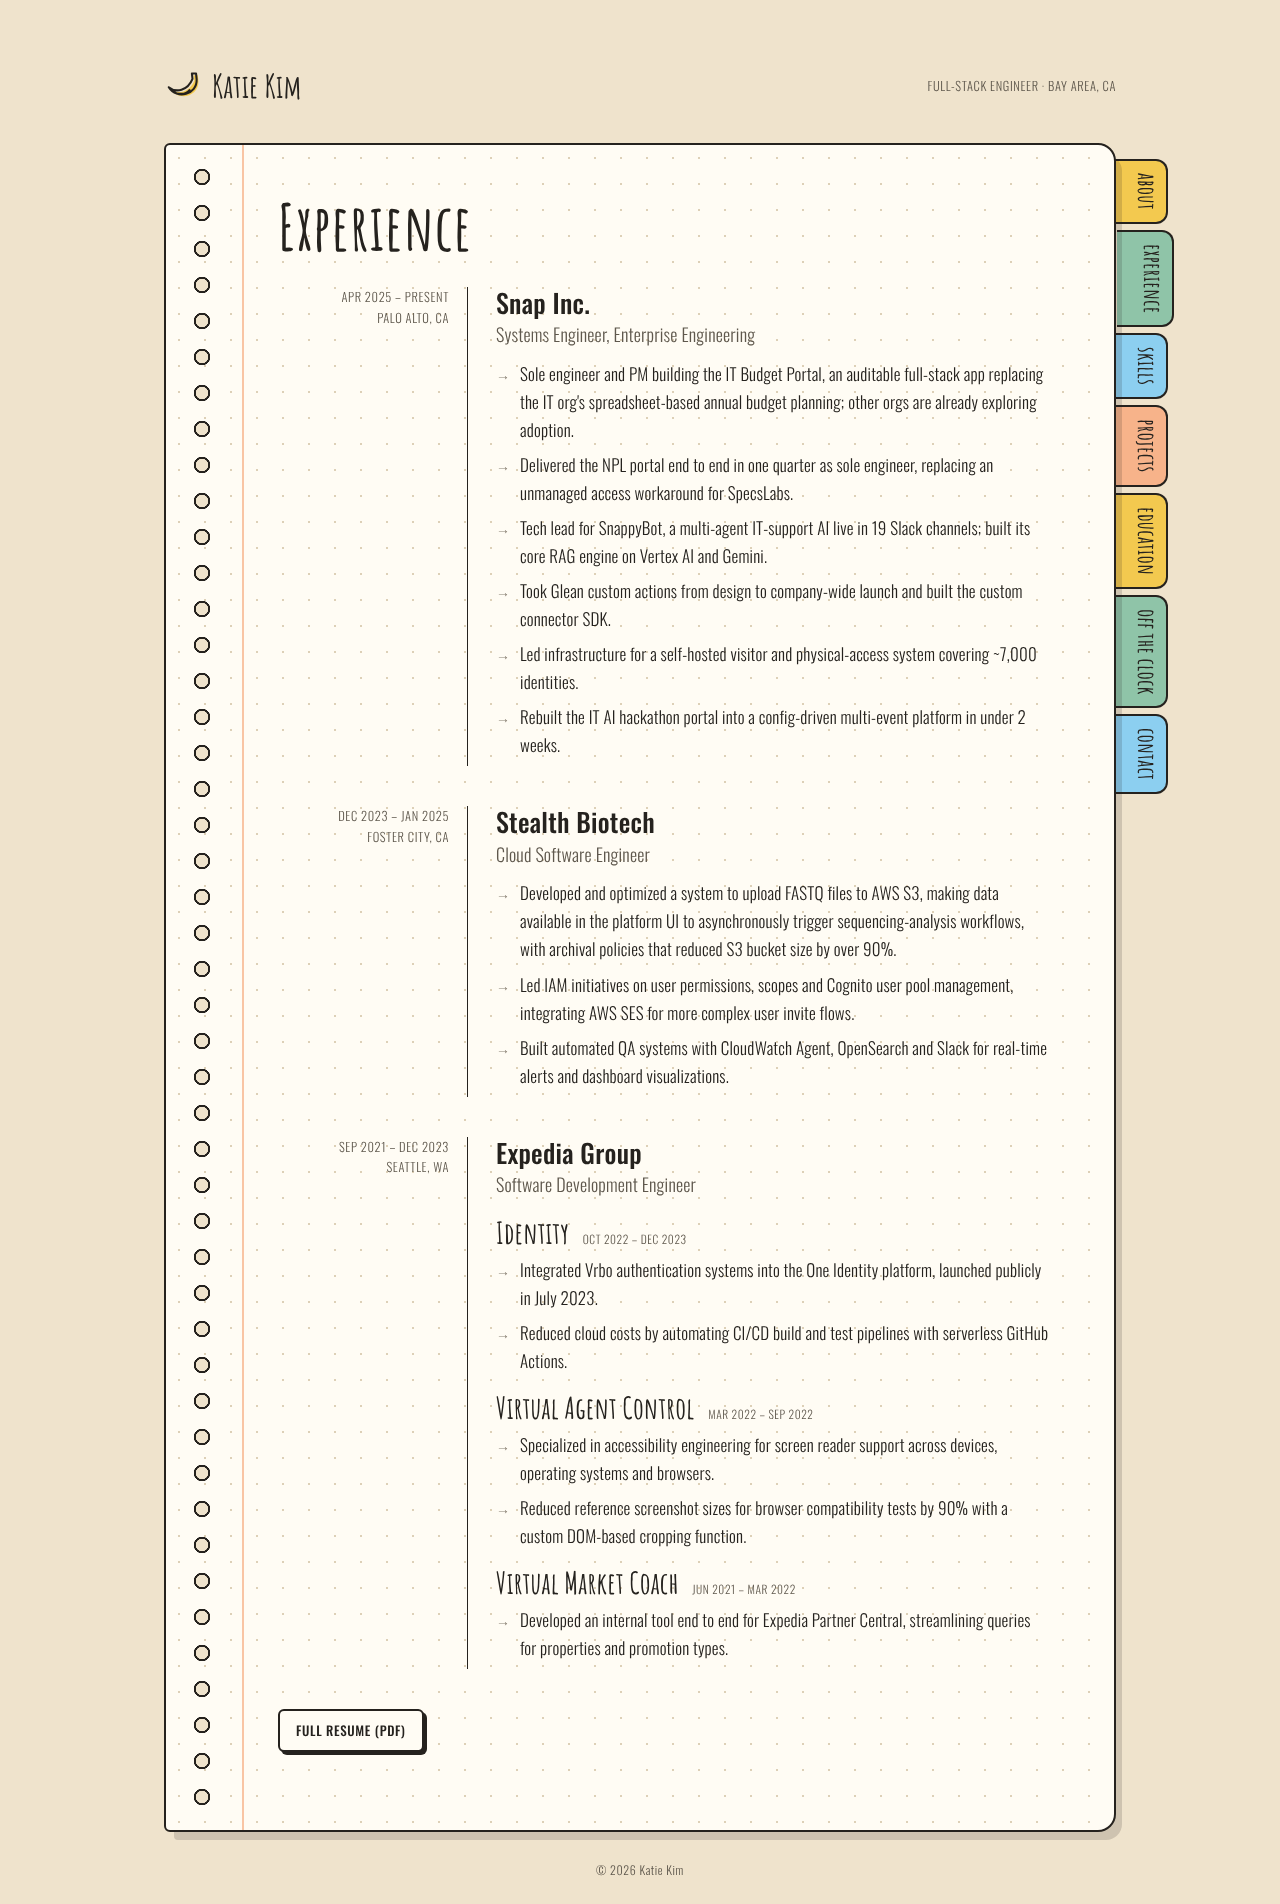 Katie Kim
FULL-STACK ENGINEER · BAY AREA, CA
ABOUT
EXPERIENCE
SKILLS
PROJECTS
EDUCATION
OFF THE CLOCK
CONTACT
Experience
APR 2025 – PRESENT
PALO ALTO, CA
Snap Inc.
Systems Engineer, Enterprise Engineering
→ Sole engineer and PM building the IT Budget Portal, an auditable full-stack app replacing
the IT org's spreadsheet-based annual budget planning; other orgs are already exploring
adoption.
→ Delivered the NPL portal end to end in one quarter as sole engineer, replacing an
unmanaged access workaround for SpecsLabs.
→ Tech lead for SnappyBot, a multi-agent IT-support AI live in 19 Slack channels; built its
core RAG engine on Vertex AI and Gemini.
→ Took Glean custom actions from design to company-wide launch and built the custom
connector SDK.
→ Led infrastructure for a self-hosted visitor and physical-access system covering ~7,000
identities.
→ Rebuilt the IT AI hackathon portal into a config-driven multi-event platform in under 2
weeks.
DEC 2023 – JAN 2025
FOSTER CITY, CA
Stealth Biotech
Cloud Software Engineer
→ Developed and optimized a system to upload FASTQ files to AWS S3, making data
available in the platform UI to asynchronously trigger sequencing-analysis workflows,
with archival policies that reduced S3 bucket size by over 90%.
→ Led IAM initiatives on user permissions, scopes and Cognito user pool management,
integrating AWS SES for more complex user invite flows.
→ Built automated QA systems with CloudWatch Agent, OpenSearch and Slack for real-time
alerts and dashboard visualizations.
SEP 2021 – DEC 2023
SEATTLE, WA
Expedia Group
Software Development Engineer
Identity OCT 2022 – DEC 2023
→ Integrated Vrbo authentication systems into the One Identity platform, launched publicly
in July 2023.
→ Reduced cloud costs by automating CI/CD build and test pipelines with serverless GitHub
Actions.
Virtual Agent Control MAR 2022 – SEP 2022
→ Specialized in accessibility engineering for screen reader support across devices,
operating systems and browsers.
→ Reduced reference screenshot sizes for browser compatibility tests by 90% with a
custom DOM-based cropping function.
Virtual Market Coach JUN 2021 – MAR 2022
→ Developed an internal tool end to end for Expedia Partner Central, streamlining queries
for properties and promotion types.
FULL RESUME (PDF)
© 2026 Katie Kim